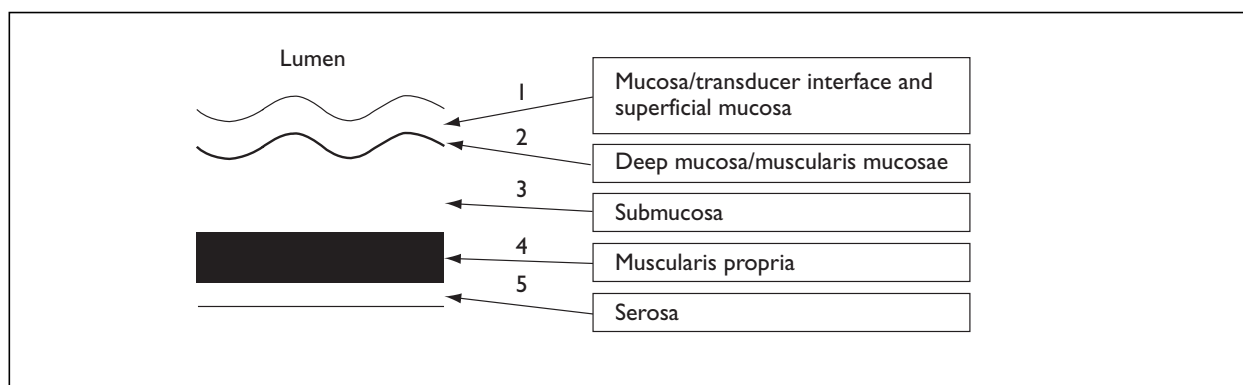 Lumen
1
Mucosa/transducer interface and
superficial mucosa
2
Deep mucosa/muscularis mucosae
3
Submucosa
4
Muscularis propria
5
Serosa